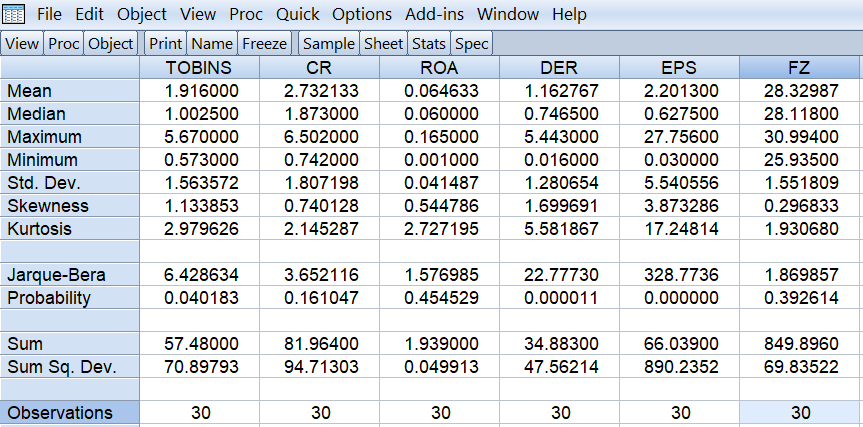 File Edit Object View Proc Quick Options Add-ins Window Help
View Proc Object Print Name Freeze Sample Sheet Stats Spec
TOBINS CR ROA DER EPS FZ
Mean 1.916000 2.732133 0.064633 1.162767 2.201300 28.32987
Median 1.002500 1.873000 0.060000 0.746500 0.627500 28.11800
Maximum 5.670000 6.502000 0.165000 5.443000 27.75600 30.99400
Minimum 0.573000 0.742000 0.001000 0.016000 0.030000 25.93500
Std. Dev. 1.563572 1.807198 0.041487 1.280654 5.540556 1.551809
Skewness 1.133853 0.740128 0.544786 1.699691 3.873286 0.296833
Kurtosis 2.979626 2.145287 2.727195 5.581867 17.24814 1.930680
Jarque-Bera 6.428634 3.652116 1.576985 22.77730 328.7736 1.869857
Probability 0.040183 0.161047 0.454529 0.000011 0.000000 0.392614
Sum 57.48000 81.96400 1.939000 34.88300 66.03900 849.8960
Sum Sq. Dev. 70.89793 94.71303 0.049913 47.56214 890.2352 69.83522
Observations 30 30 30 30 30 30